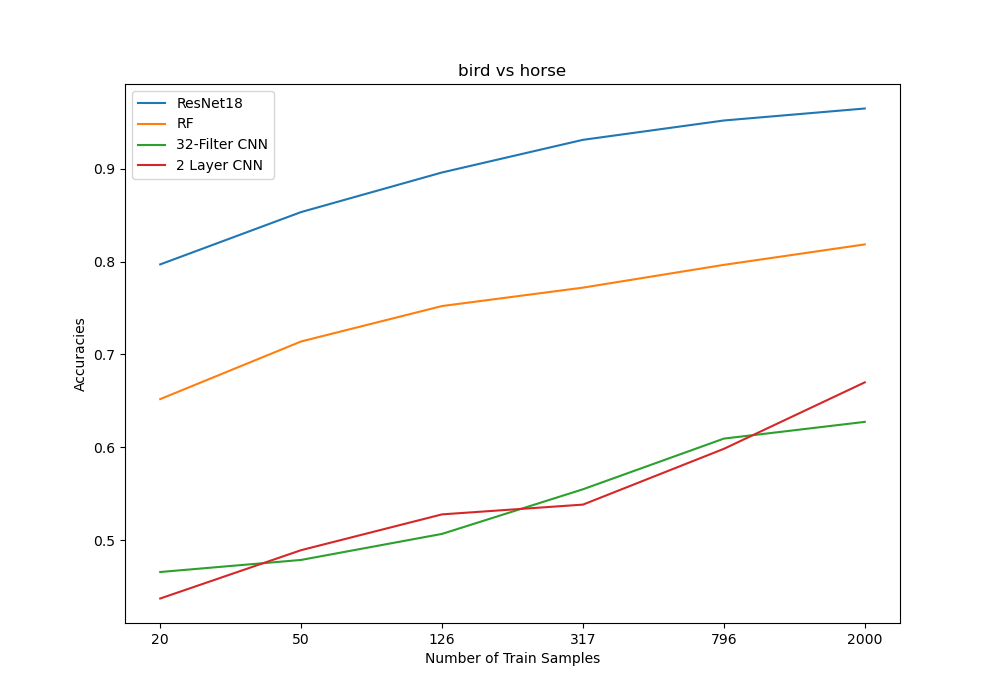 bird vs horse
ResNet18
RF
32-Filter CNN
2 Layer CNN
Accuracies
0.9
0.8
0.7
0.6
0.5
20 50 126 317 796 2000
Number of Train Samples